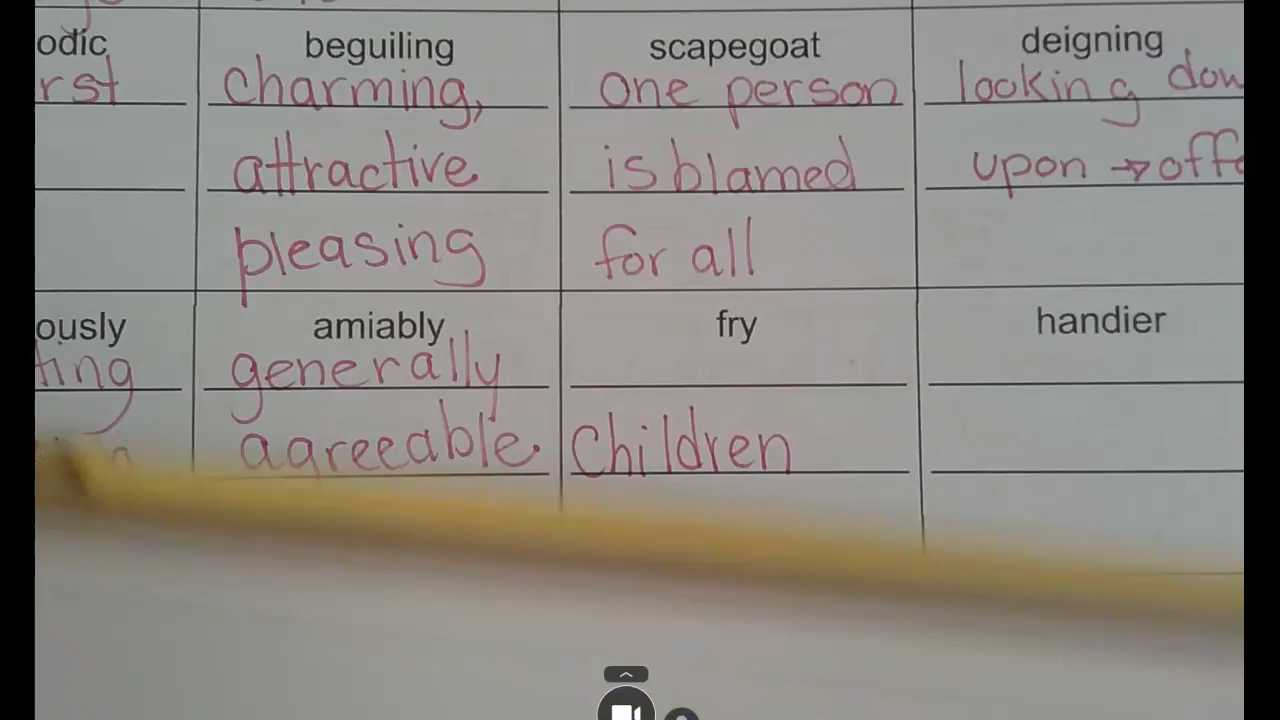 odic beguiling scapegoat deigning
rst charming, one person looking dow
attractive is blamed upon → offe
pleasing for all
ously amiably fry handier
ting generally
agreeable. Children